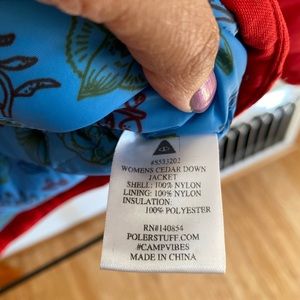 #5533202
WOMENS CEDAR DOWN
JACKET
SHELL: 100% NYLON
LINING: 100% NYLON
INSULATION:
100% POLYESTER
RN#140854
POLERSTUFF.COM
#CAMPVIBES
MADE IN CHINA